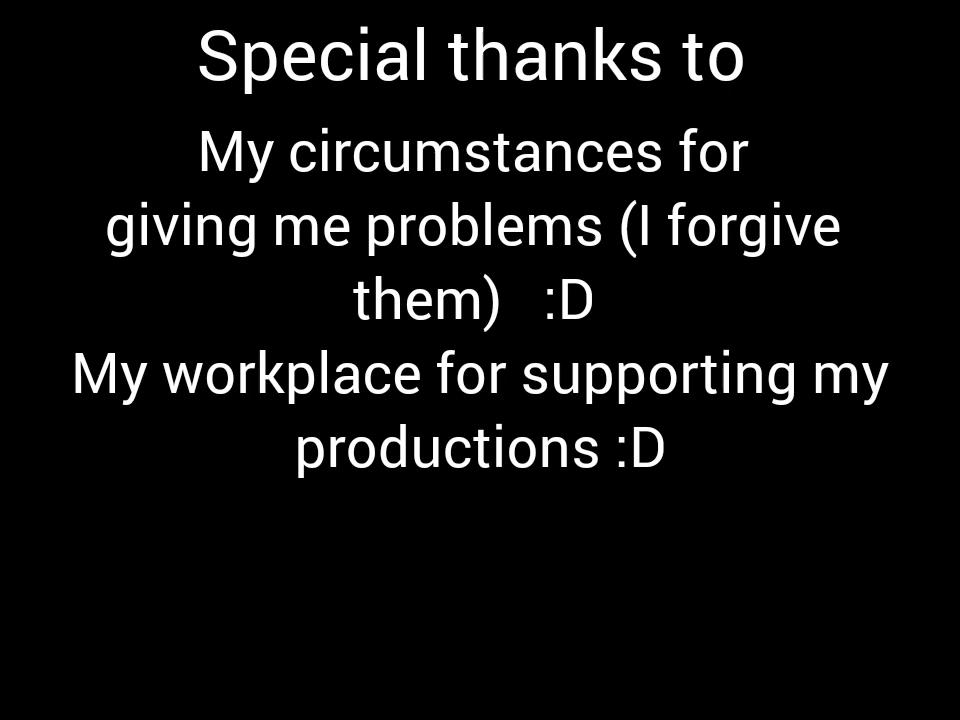 Special thanks to
My circumstances for
giving me problems (I forgive
them)   :D
My workplace for supporting my
productions :D